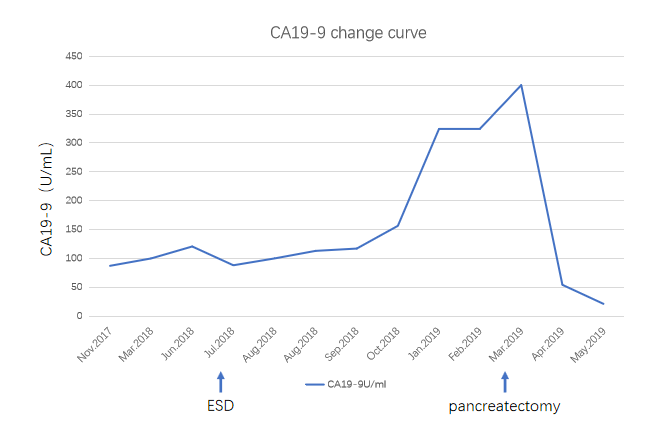 CA19-9 change curve
450
400
350
300
250
200
150
100
50
0
CA19-9（U/mL）
Nov.2017
Mar.2018
Jun.2018
Jul.2018
Aug.2018
Aug.2018
Sep.2018
Oct.2018
Jan.2019
Feb.2019
Mar.2019
Apr.2019
May.2019
CA19-9U/ml
ESD
pancreatectomy